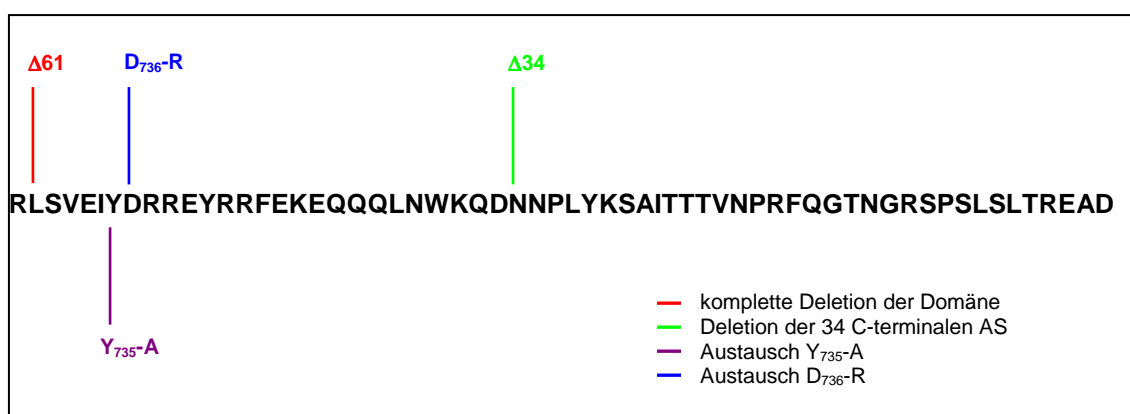 Δ61
D736-R
Δ34
RLSVEIYDRREYRRFEKEQQQLNWKQDNNPLYKSAITTTVNPRFQGTNGRSPSLSLTREAD
Y735-A
komplette Deletion der Domäne
Deletion der 34 C-terminalen AS
Austausch Y735-A
Austausch D736-R